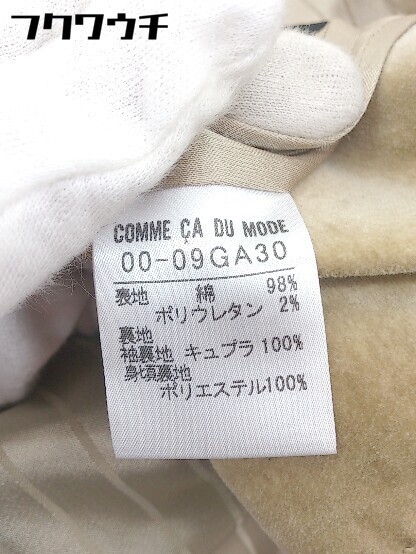 フクワウチ
COMME ÇA DU MODE
00-09GA30
表地 綿 98%
ポリウレタン 2%
裏地
袖裏地 キュプラ 100%
身頃裏地
ポリエステル100%